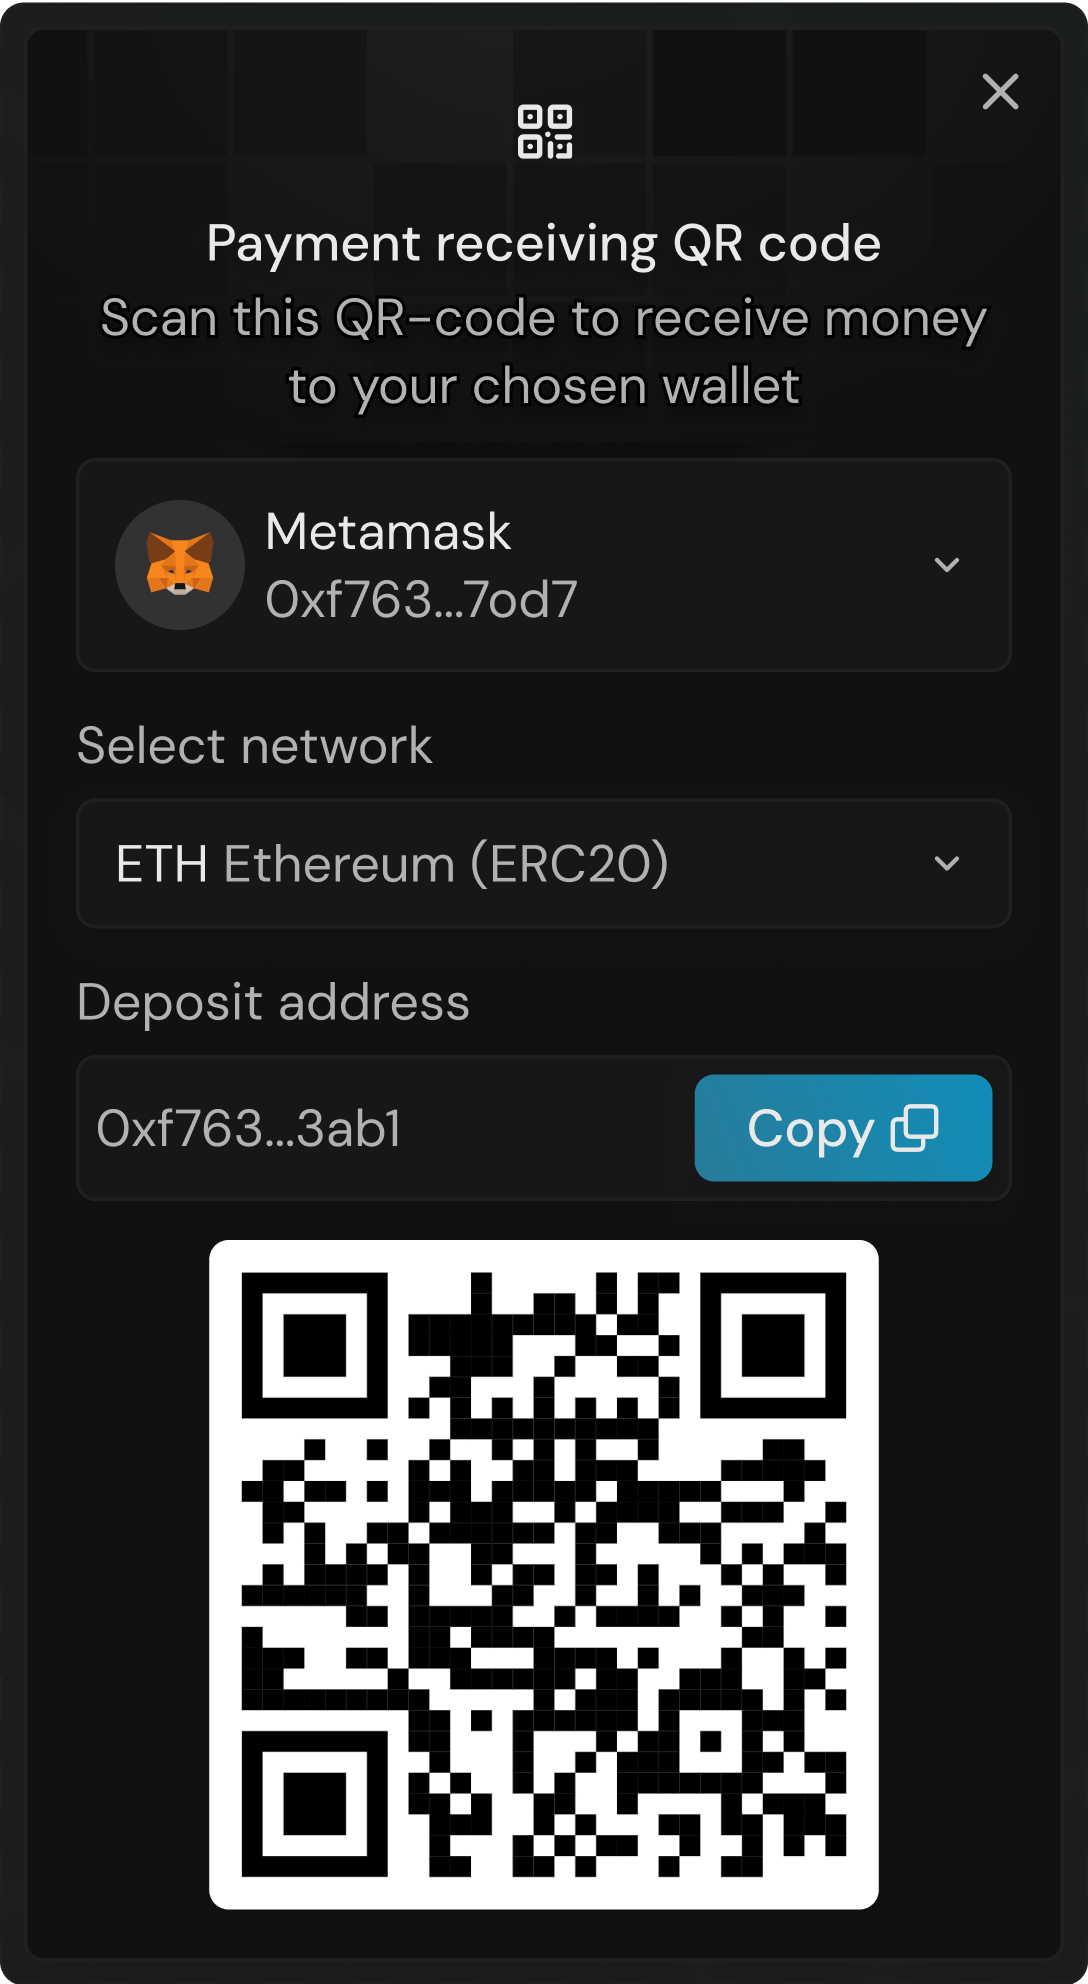 Payment receiving QR code
Scan this QR-code to receive money
to your chosen wallet
Metamask
0xf763...7od7
Select network
ETH Ethereum (ERC20)
Deposit address
0xf763...3ab1
Copy